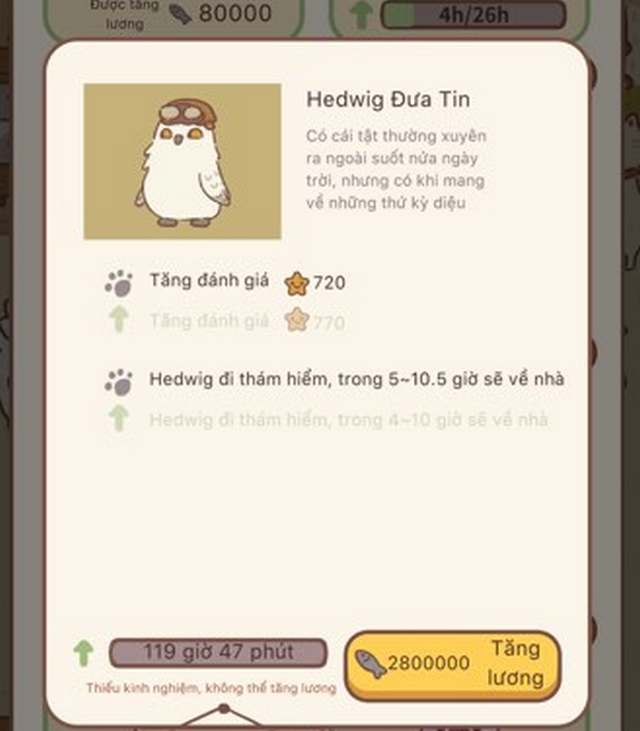 Được tăng
lương
80000
4h/26h
Hedwig Đưa Tin
Có cái tật thường xuyên
ra ngoài suốt nửa ngày
trời, nhưng có khi mang
về những thứ kỳ diệu
Tăng đánh giá 720
Tăng đánh giá 770
Hedwig đi thám hiểm, trong 5~10.5 giờ sẽ về nhà
Hedwig đi thám hiểm, trong 4~10 giờ sẽ về nhà
119 giờ 47 phút
Thiếu kinh nghiệm, không thể tăng lương
2800000
Tăng
lương